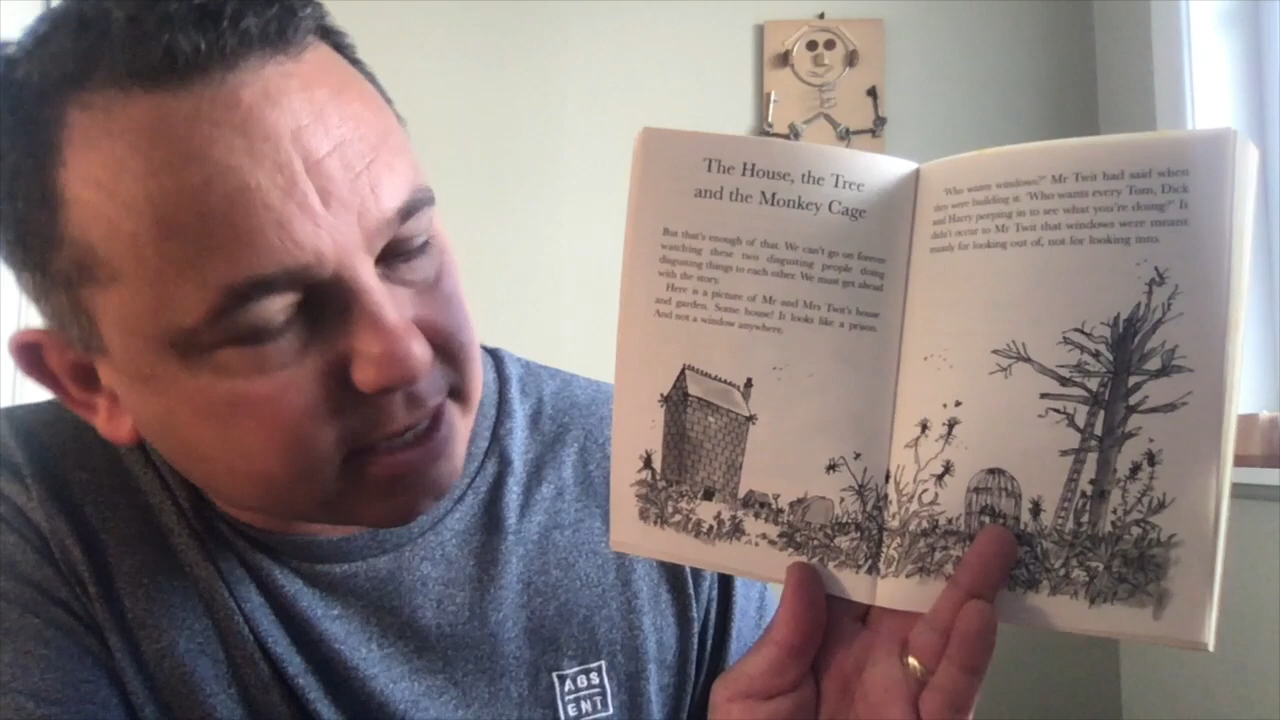 The House, the Tree
and the Monkey Cage
But that's enough of that. We can't go on forever
watching these two disgusting people doing
disgusting things to each other. We must get ahead
with the story.
Here is a picture of Mr and Mrs Twit's house
and garden. Some house! It looks like a prison.
And not a window anywhere.
'Who wants windows?' Mr Twit had said when
they were building it. 'Who wants every Tom, Dick
and Harry peeping in to see what you're doing?' It
didn't occur to Mr Twit that windows were meant
mainly for looking out of, not for looking into.
ABS
ENT